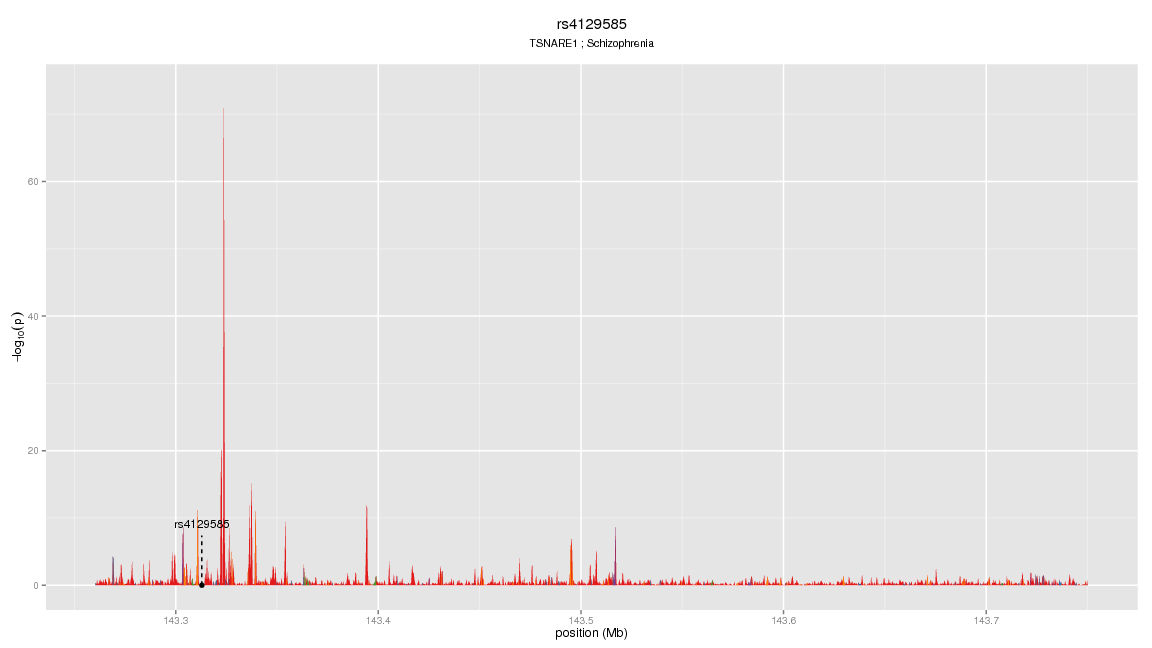 rs4129585
TSNARE1 ; Schizophrenia
60
40
20
0
−log10(p)
rs4129585
143.3
143.4
143.5
143.6
143.7
position (Mb)